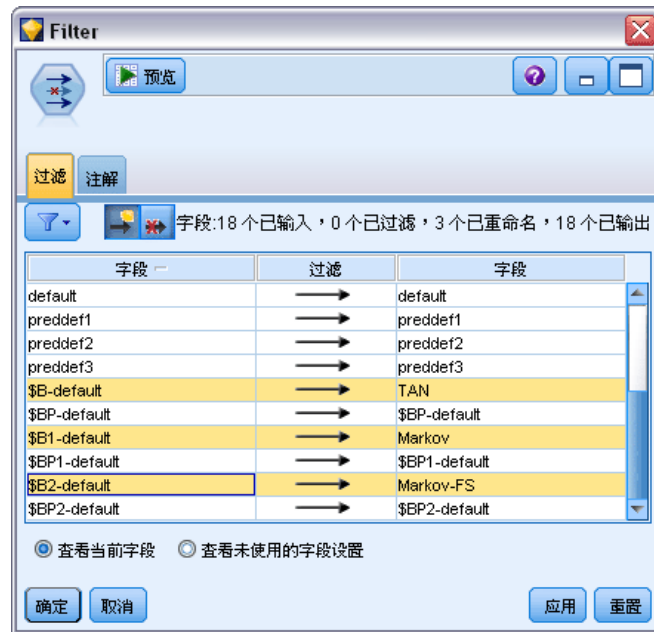 Filter
预览
过滤 注解
字段:18 个已输入，0 个已过滤，3 个已重命名，18 个已输出
字段 过滤 字段
default default
preddef1 preddef1
preddef2 preddef2
preddef3 preddef3
$B-default TAN
$BP-default $BP-default
$B1-default Markov
$BP1-default $BP1-default
$B2-default Markov-FS
$BP2-default $BP2-default
查看当前字段 查看未使用的字段设置
确定 取消 应用 重置